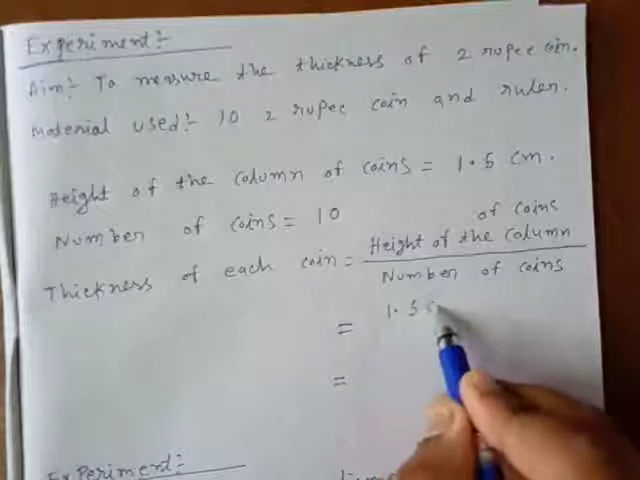 Experiment:-
Aim:- To measure the thickness of 2 rupee coin.
Material used:- 10 2 rupee coin and ruler.
Height of the column of coins = 1.5 cm.
Number of coins = 10
of coins
Thickness of each coin = Height of the column
Number of coins
= 1.5 c
=
Experiment:-